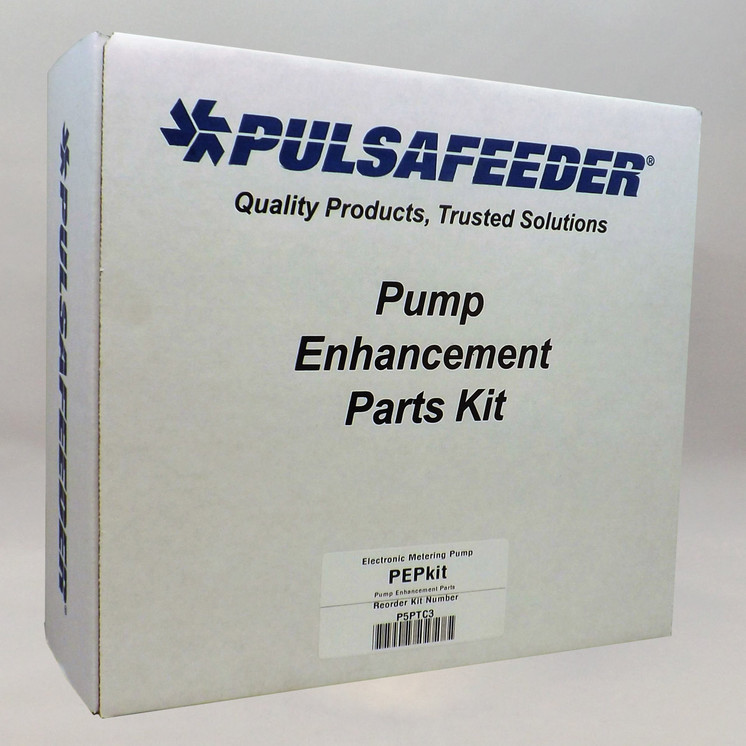 PULSAFEEDER®
Quality Products, Trusted Solutions
Pump
Enhancement
Parts Kit
Electronic Metering Pump
PEPkit
Pump Enhancement Parts
Reorder Kit Number
P5PTC3
PULSAFEEDER